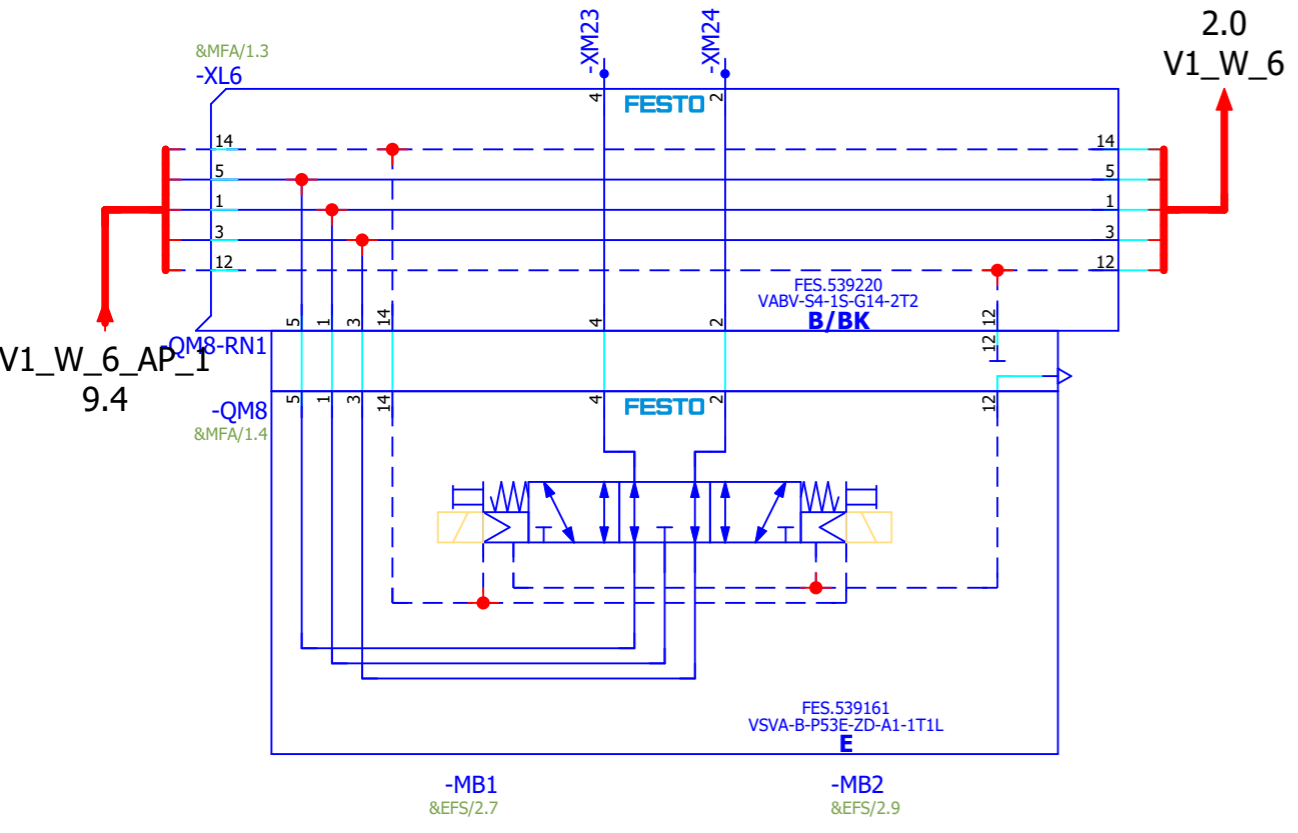 2.0
V1_W_6
-XM23
-XM24
&MFA/1.3
-XL6
4
FESTO
2
14
14
5
5
1
1
3
3
12
12
FES.539220
VABV-S4-1S-G14-2T2
B/BK
5
1
3
14
4
2
12
-QM8-RN1
12
V1_W_6_AP_1
9.4
-QM8
&MFA/1.4
5
1
3
14
4
FESTO
2
12
FES.539161
VSVA-B-P53E-ZD-A1-1T1L
E
-MB1
&EFS/2.7
-MB2
&EFS/2.9